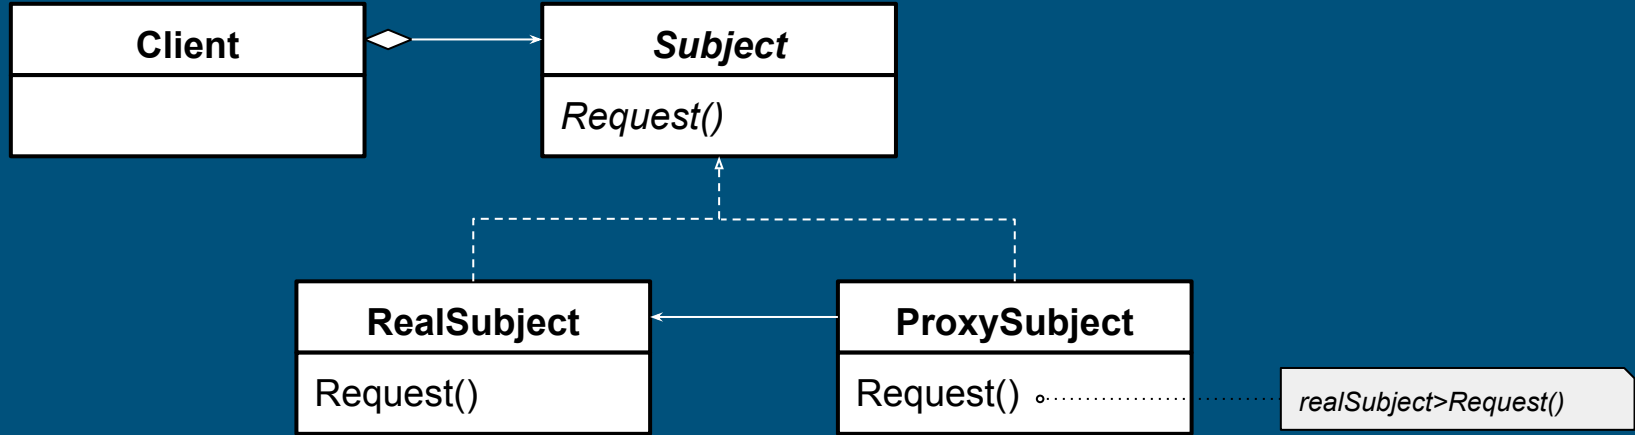 Client
Subject
Request()
RealSubject
Request()
ProxySubject
Request()
realSubject>Request()